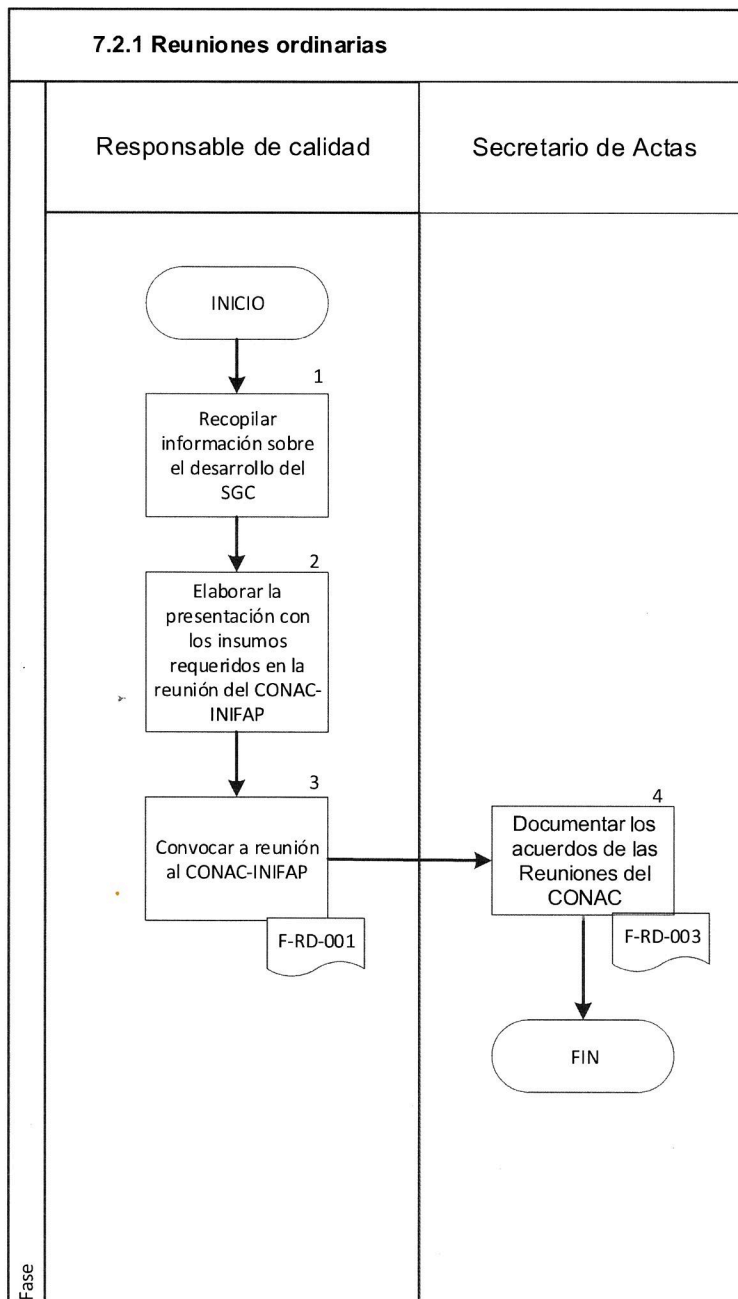 7.2.1 Reuniones ordinarias
Responsable de calidad
Secretario de Actas
INICIO
1
Recopilar
información sobre
el desarrollo del
SGC
2
Elaborar la
presentación con
los insumos
requeridos en la
reunión del CONAC-
INIFAP
3
Convocar a reunión
al CONAC-INIFAP
F-RD-001
4
Documentar los
acuerdos de las
Reuniones del
CONAC
F-RD-003
FIN
Fase